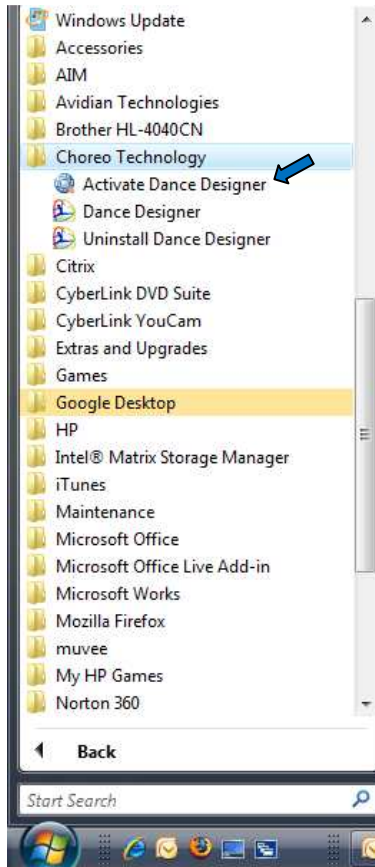 Windows Update
Accessories
AIM
Avidian Technologies
Brother HL-4040CN
Choreo Technology
Activate Dance Designer
Dance Designer
Uninstall Dance Designer
Citrix
CyberLink DVD Suite
CyberLink YouCam
Extras and Upgrades
Games
Google Desktop
HP
Intel® Matrix Storage Manager
iTunes
Maintenance
Microsoft Office
Microsoft Office Live Add-in
Microsoft Works
Mozilla Firefox
muvee
My HP Games
Norton 360
Back
Start Search